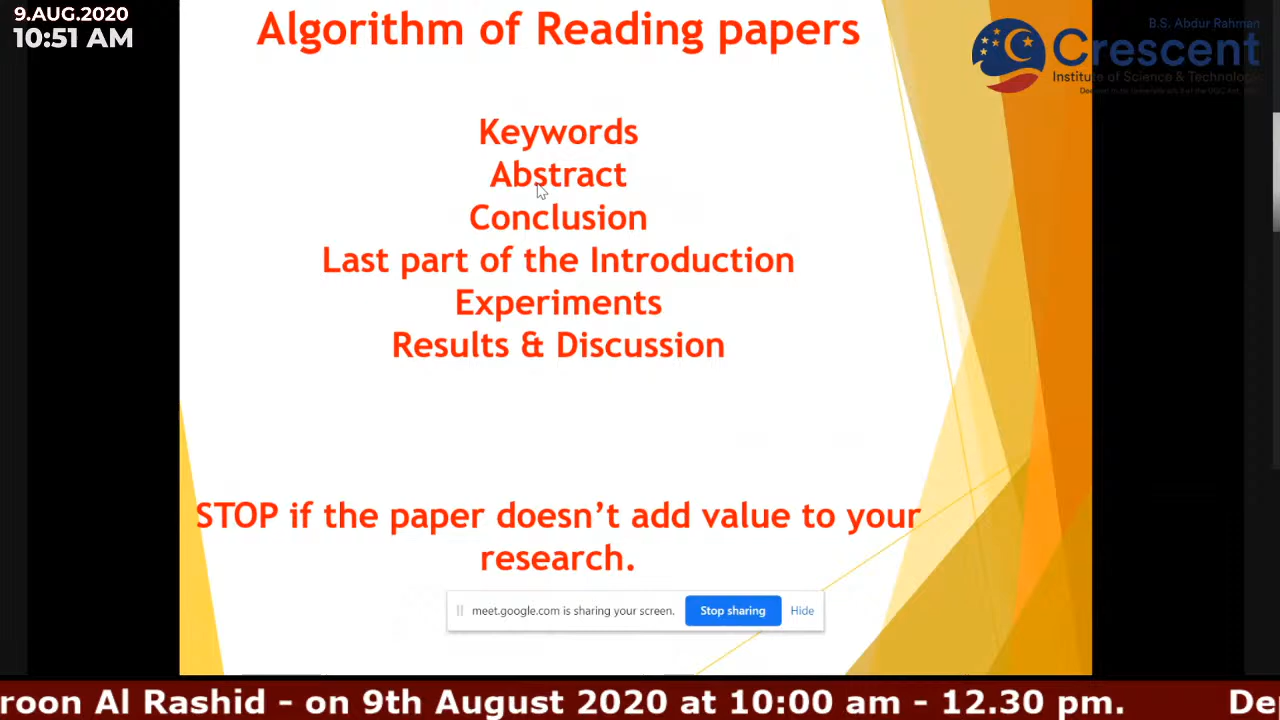 9.AUG.2020
10:51 AM
Algorithm of Reading papers
B.S. Abdur Rahman
Crescent
Institute of Science & Technology
Keywords
Abstract
Conclusion
Last part of the Introduction
Experiments
Results & Discussion
STOP if the paper doesn't add value to your
research.
meet.google.com is sharing your screen. Stop sharing Hide
roon Al Rashid - on 9th August 2020 at 10:00 am - 12.30 pm. De